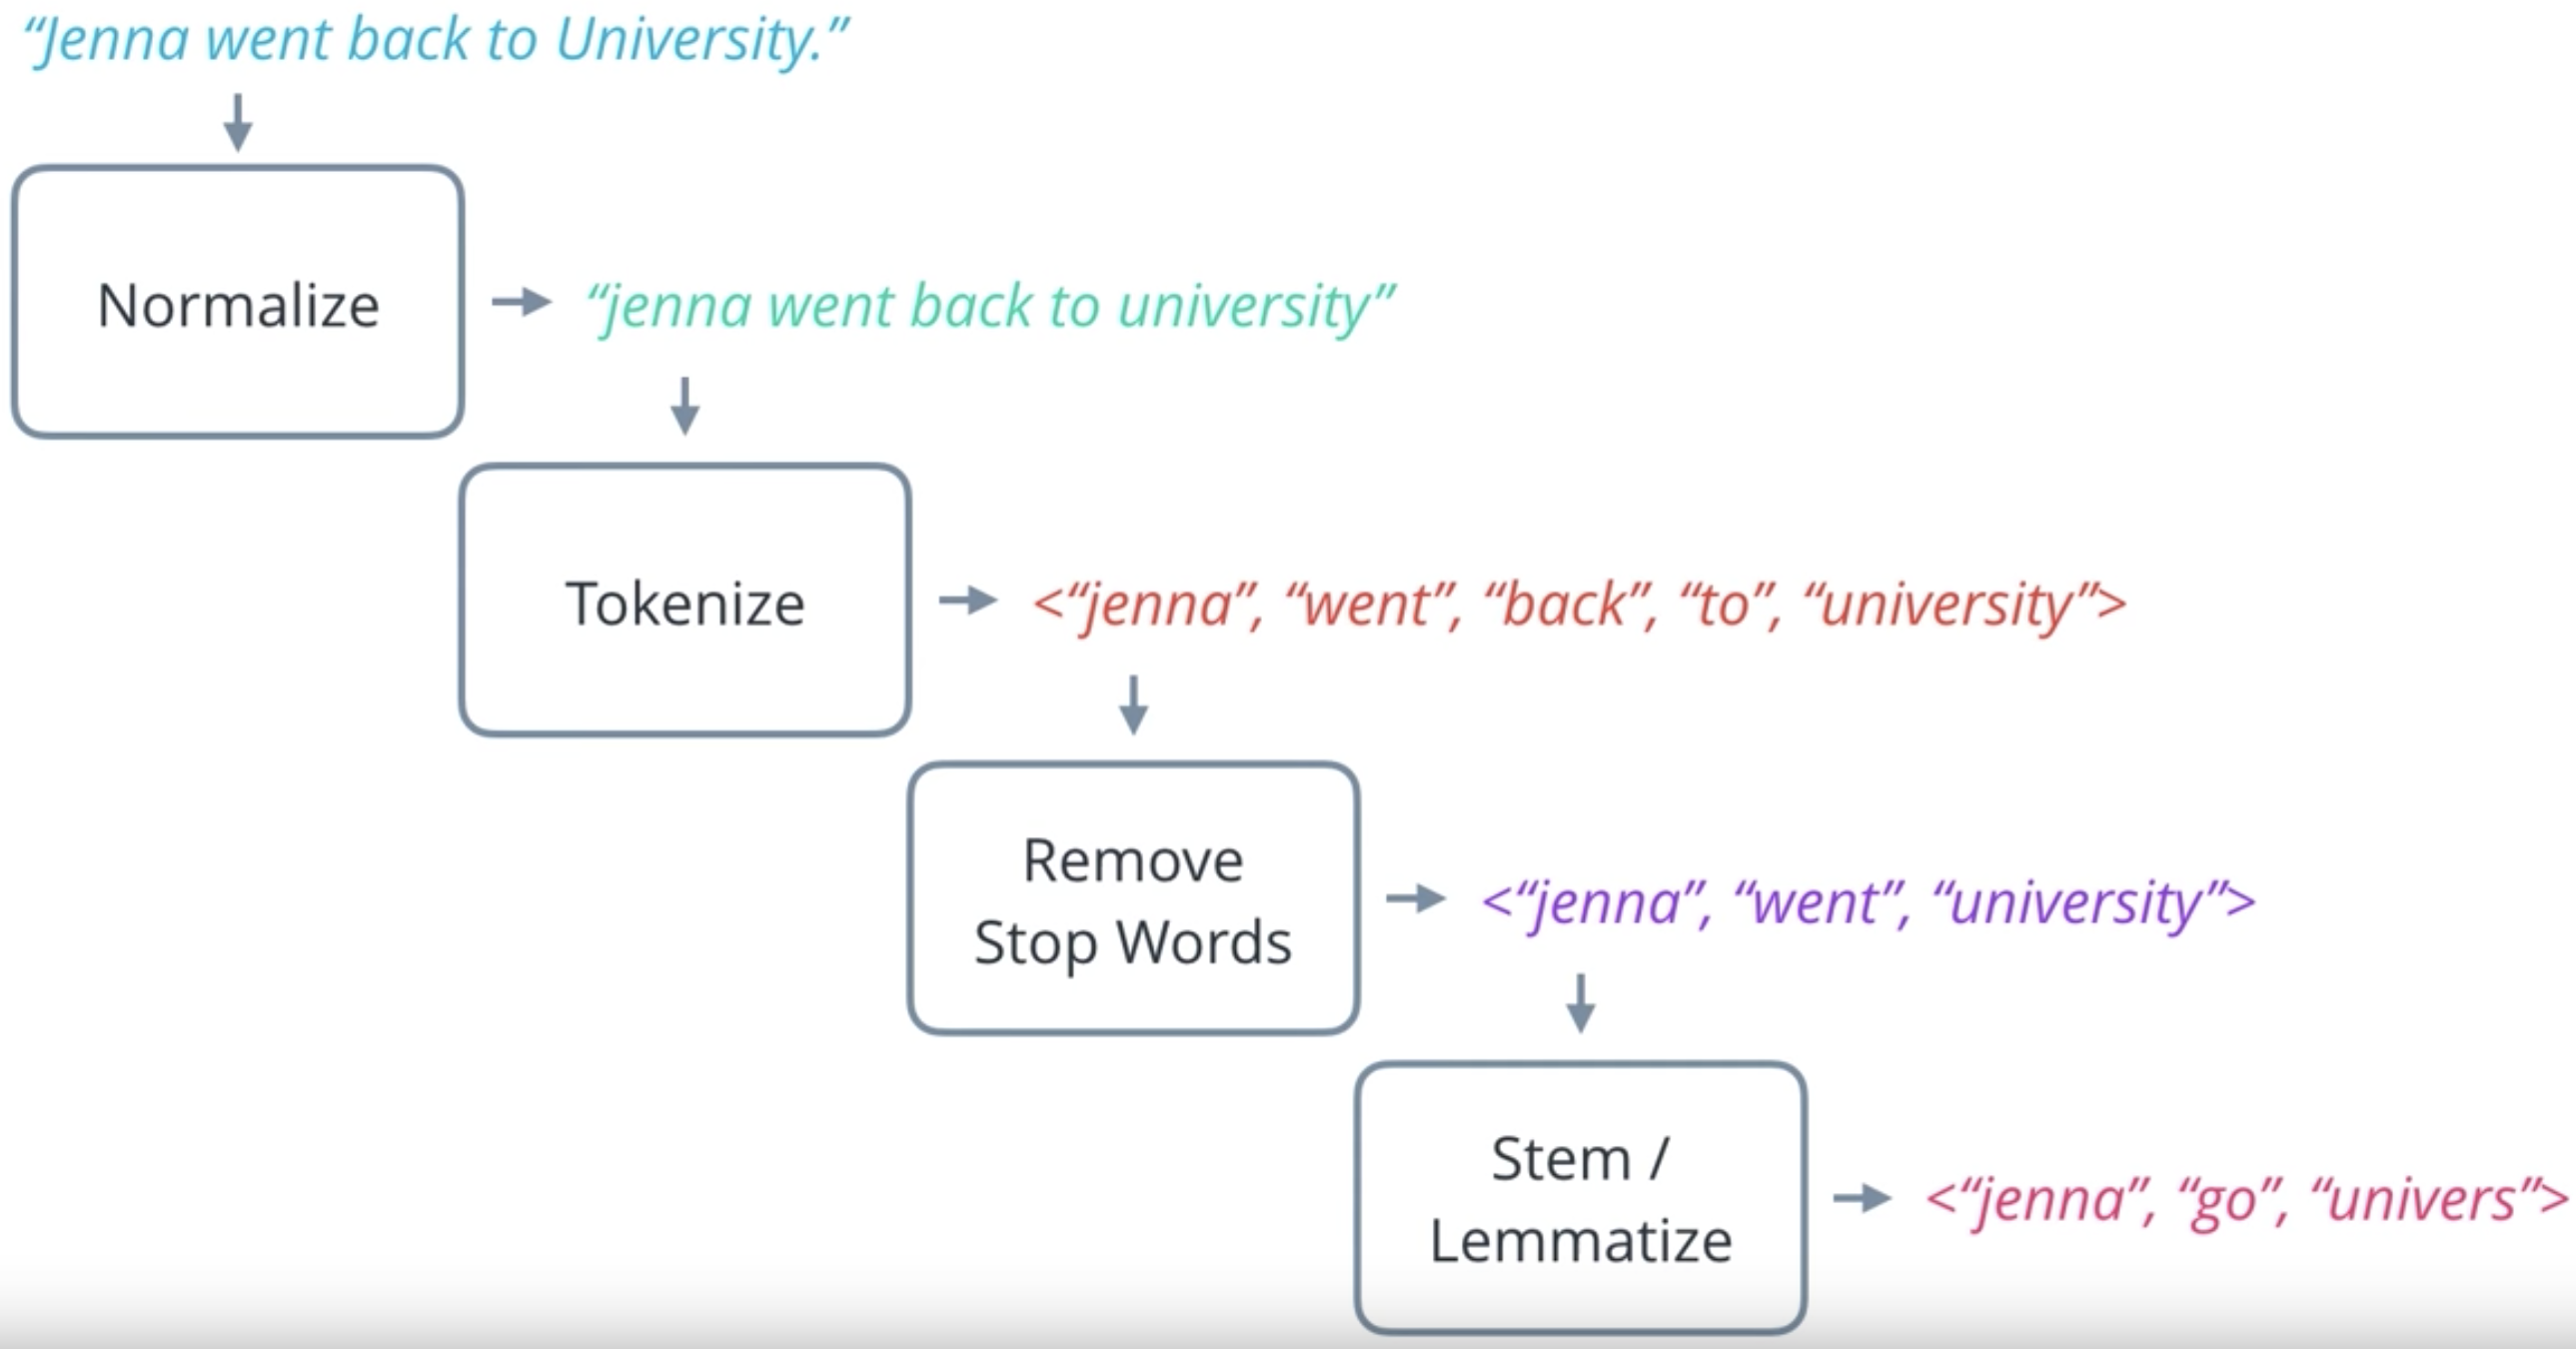 “Jenna went back to University.”
Normalize
“jenna went back to university”
Tokenize
<“jenna”, “went”, “back”, “to”, “university”>
Remove
Stop Words
<“jenna”, “went”, “university”>
Stem /
Lemmatize
<“jenna”, “go”, “univers”>